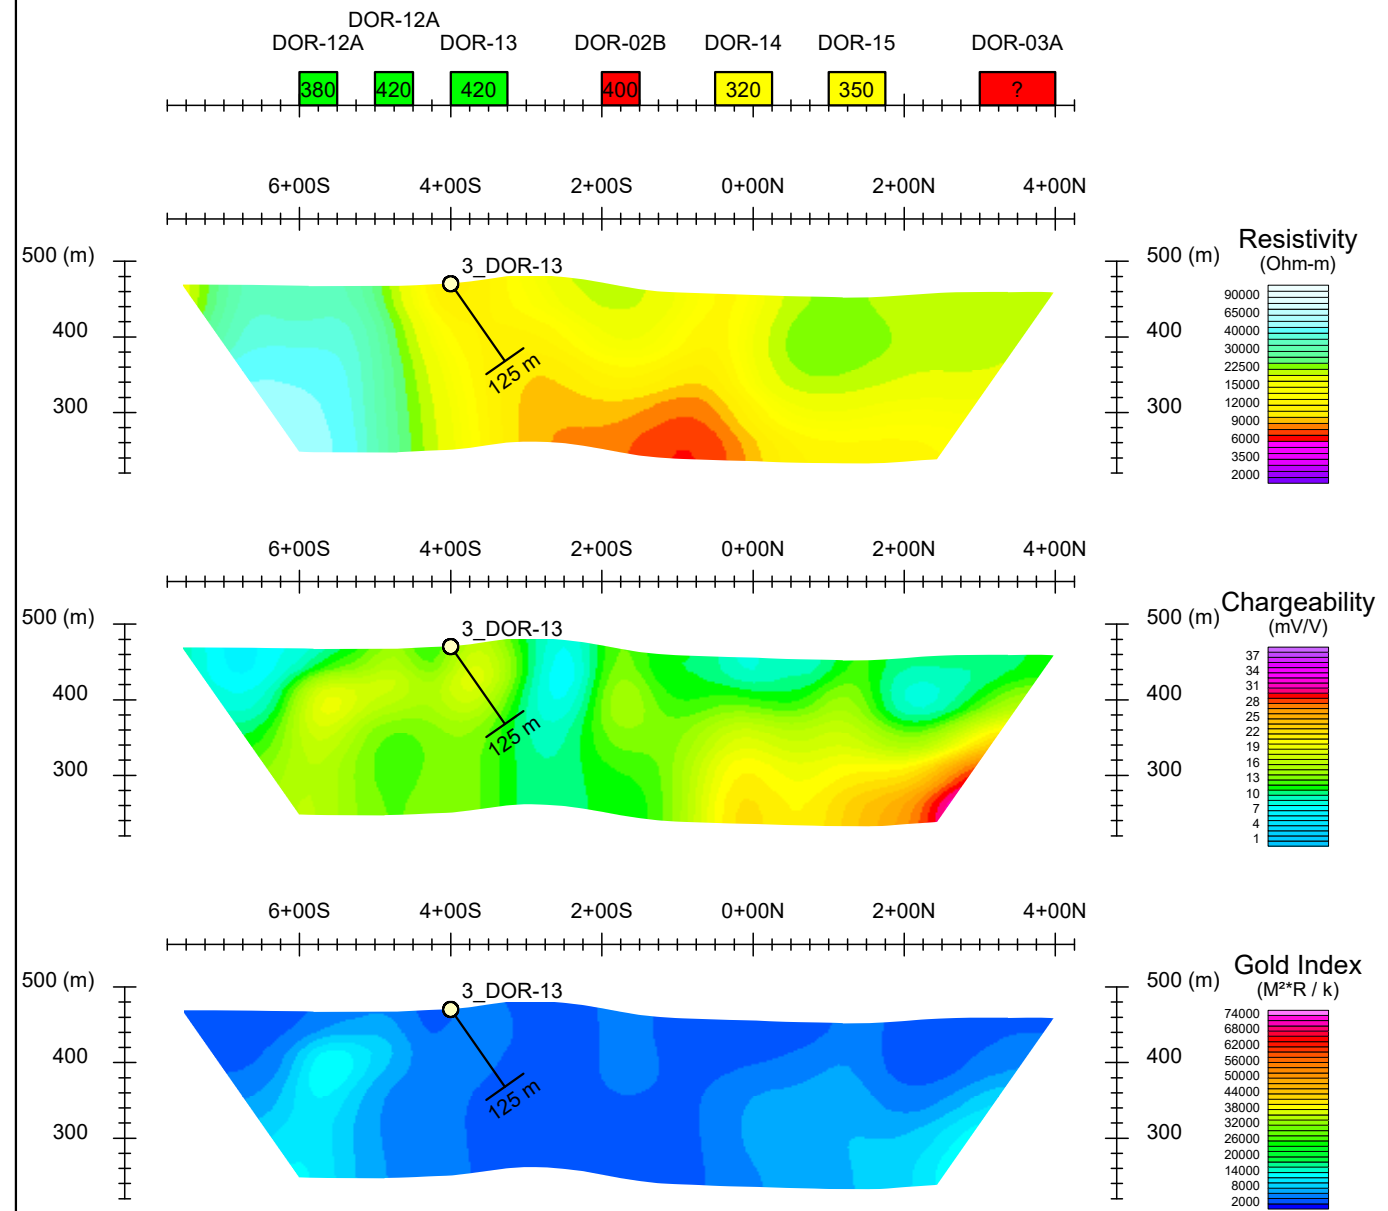 DOR-12A
DOR-12A DOR-13 DOR-02B DOR-14 DOR-15 DOR-03A
380 420 420 400 320 350 ?
6+00S 4+00S 2+00S 0+00N 2+00N 4+00N
500 (m) 500 (m)
400 400
300 300
3_DOR-13
125 m
Resistivity
(Ohm-m)
90000
65000
40000
30000
22500
15000
12000
9000
6000
3500
2000
6+00S 4+00S 2+00S 0+00N 2+00N 4+00N
500 (m) 500 (m)
400 400
300 300
3_DOR-13
125 m
Chargeability
(mV/V)
37
34
31
28
25
22
19
16
13
10
7
4
1
6+00S 4+00S 2+00S 0+00N 2+00N 4+00N
500 (m) 500 (m)
400 400
300 300
3_DOR-13
125 m
Gold Index
(M²*R / k)
74000
68000
62000
56000
50000
44000
38000
32000
26000
20000
14000
8000
2000